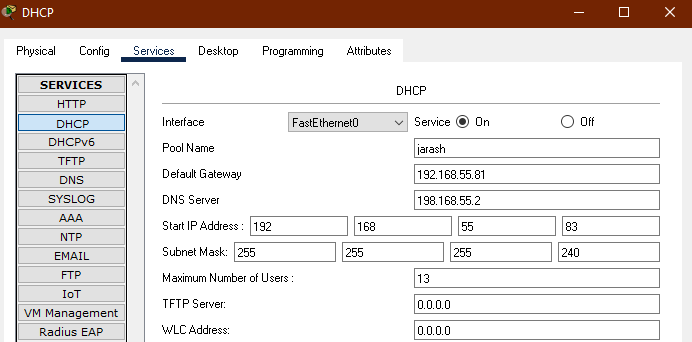 DHCP
Physical Config Services Desktop Programming Attributes
SERVICES
HTTP
DHCP
DHCPv6
TFTP
DNS
SYSLOG
AAA
NTP
EMAIL
FTP
IoT
VM Management
Radius EAP
DHCP
Interface FastEthernet0 Service On Off
Pool Name jarash
Default Gateway 192.168.55.81
DNS Server 198.168.55.2
Start IP Address : 192 168 55 83
Subnet Mask: 255 255 255 240
Maximum Number of Users : 13
TFTP Server: 0.0.0.0
WLC Address: 0.0.0.0